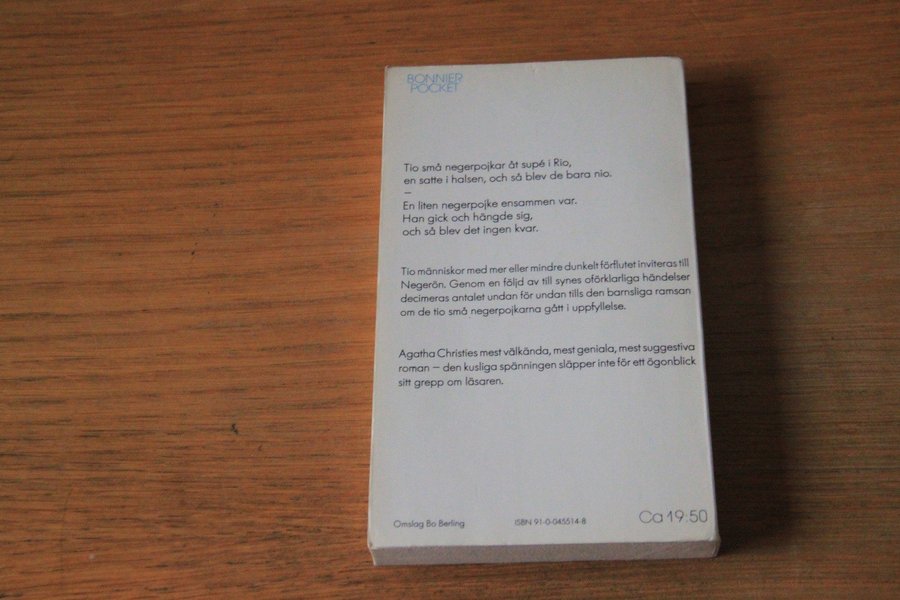 BONNIER
POCKET
Tio små negerpojkar åt supé i Rio,
en satte i halsen, och så blev de bara nio.
—
En liten negerpojke ensammen var.
Han gick och hängde sig,
och så blev det ingen kvar.
Tio människor med mer eller mindre dunkelt förflutet inviteras till
Negerön. Genom en följd av till synes oförklarliga händelser
decimeras antalet undan för undan tills den barnsliga ramsan
om de tio små negerpojkarna gått i uppfyllelse.
Agatha Christies mest välkända, mest geniala, mest suggestiva
roman — den kusliga spänningen släpper inte för ett ögonblick
sitt grepp om läsaren.
Omslag Bo Berling ISBN 91-0-045514-8 Ca 19:50